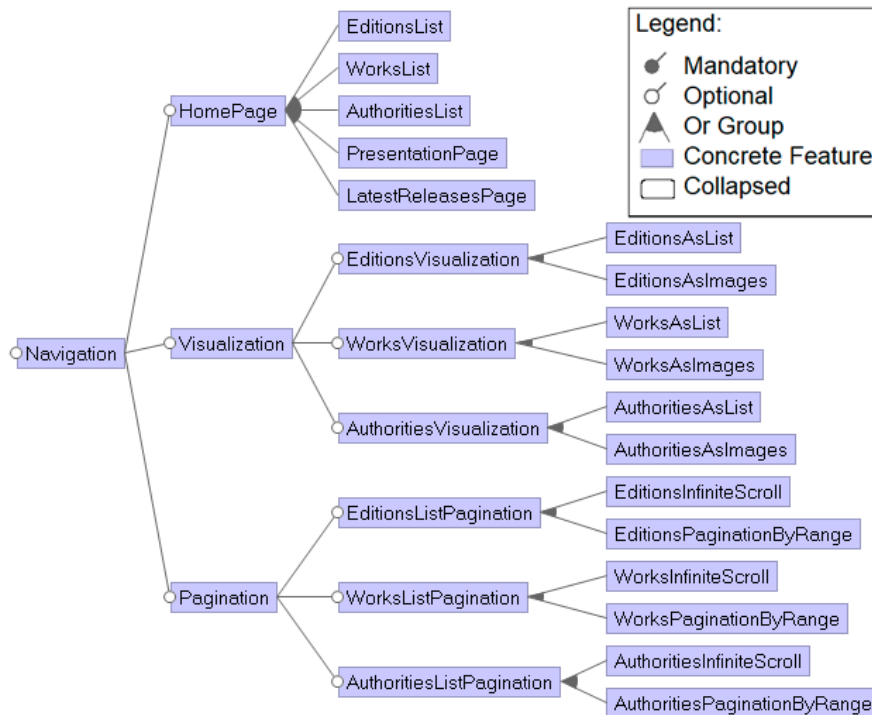 EditionsList
WorksList
HomePage
AuthoritiesList
PresentationPage
LatestReleasesPage
Legend:
Mandatory
Optional
Or Group
Concrete Feature
Collapsed
Navigation
Visualization
EditionsVisualization
EditionsAsList
EditionsAsImages
WorksVisualization
WorksAsList
WorksAsImages
AuthoritiesVisualization
AuthoritiesAsList
AuthoritiesAsImages
Pagination
EditionsListPagination
EditionsInfiniteScroll
EditionsPaginationByRange
WorksListPagination
WorksInfiniteScroll
WorksPaginationByRange
AuthoritiesListPagination
AuthoritiesInfiniteScroll
AuthoritiesPaginationByRange